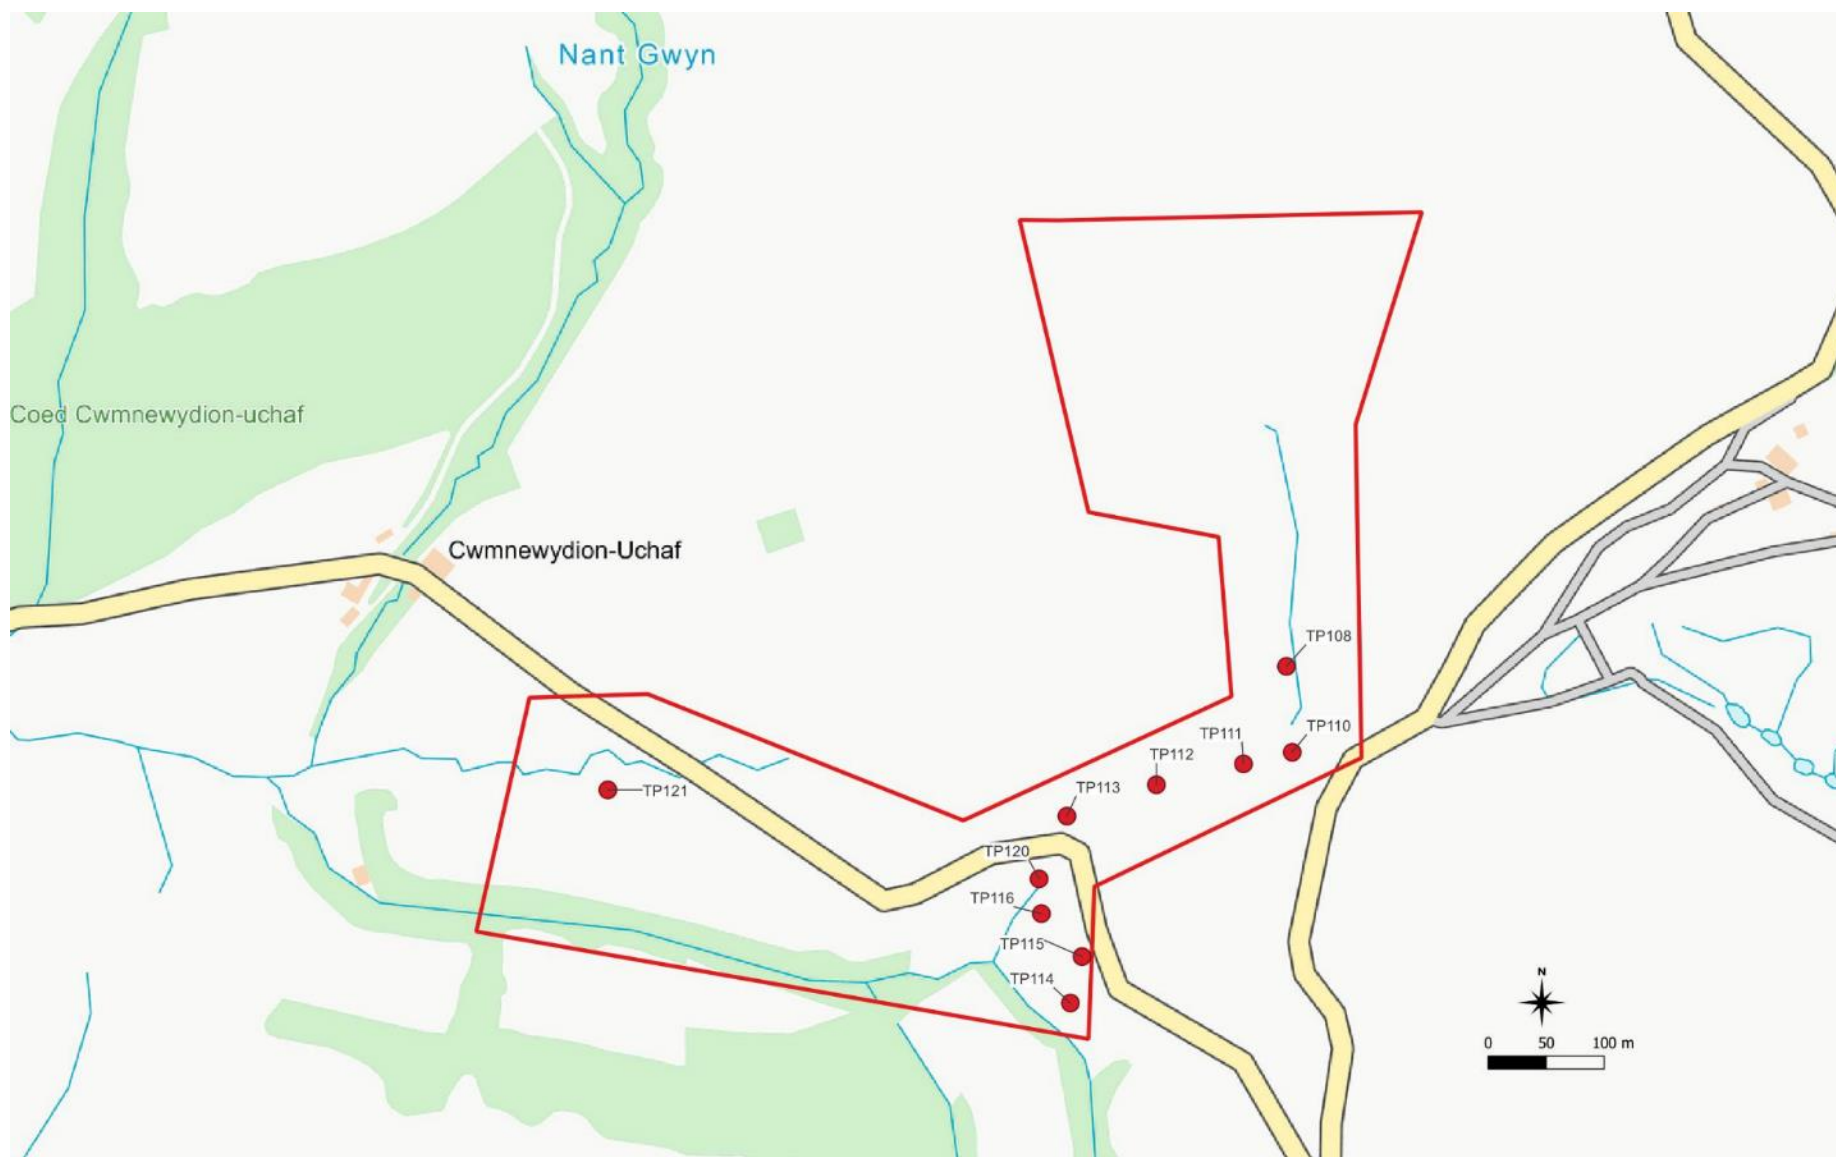 Nant Gwyn
Coed Cwmnewydion-uchaf
Cwmnewydion-Uchaf
TP108
TP110
TP111
TP112
TP113
TP121
TP120
TP116
TP115
TP114
N
0 50 100 m